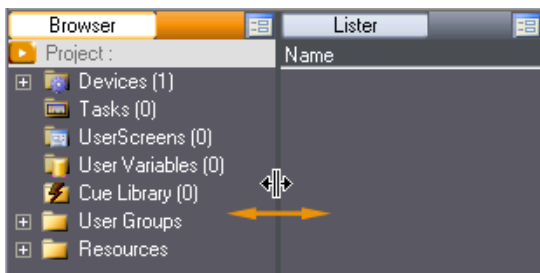 Browser
Lister
Project :
Name
Devices (1)
Tasks (0)
UserScreens (0)
User Variables (0)
Cue Library (0)
User Groups
Resources